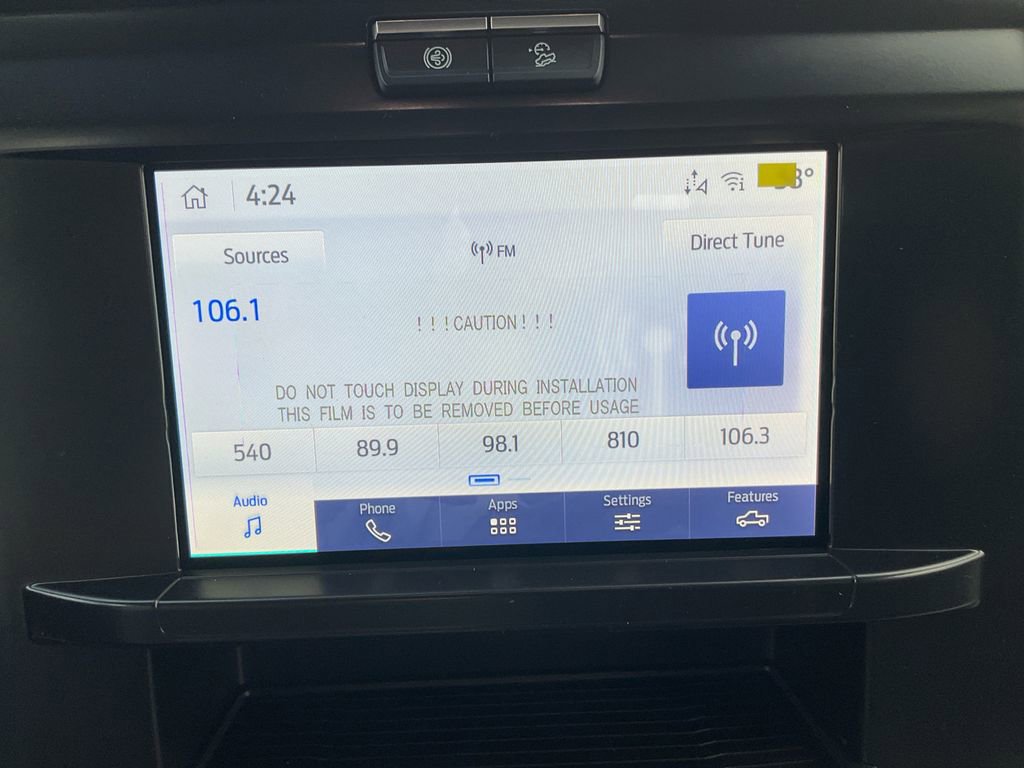 4:24
Sources
FM
Direct Tune
106.1
!!!CAUTION!!!
DO NOT TOUCH DISPLAY DURING INSTALLATION
THIS FILM IS TO BE REMOVED BEFORE USAGE
540 89.9 98.1 810 106.3
Audio Phone Apps Settings Features